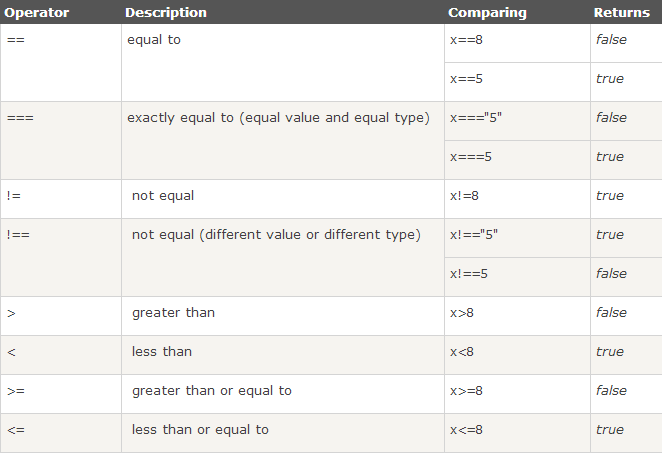 Operator Description Comparing Returns
== equal to x==8 false
x==5 true
=== exactly equal to (equal value and equal type) x==="5" false
x===5 true
!= not equal x!=8 true
!== not equal (different value or different type) x!=="5" true
x!==5 false
> greater than x>8 false
< less than x<8 true
>= greater than or equal to x>=8 false
<= less than or equal to x<=8 true